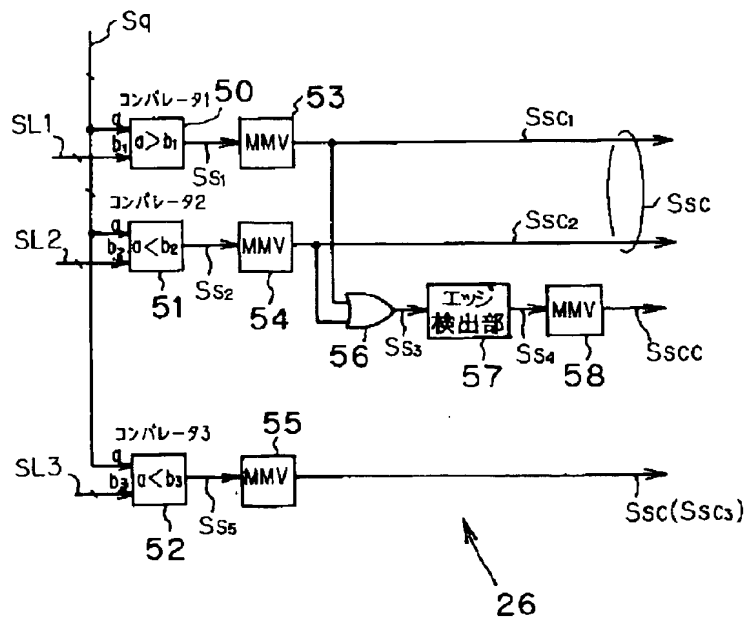 Sq
コンパレータ1
50
53
SL1
a
b1
a>b1
SS1
MMV
SSC1
コンパレータ2
SSC
SL2
a
b2
a<b2
SS2
MMV
SSC2
51
54
エッジ
検出部
MMV
56
SS3
57
SS4
58
SSCC
コンパレータ3
55
SL3
a
b3
a<b3
SS5
MMV
52
SSC(SSC3)
26